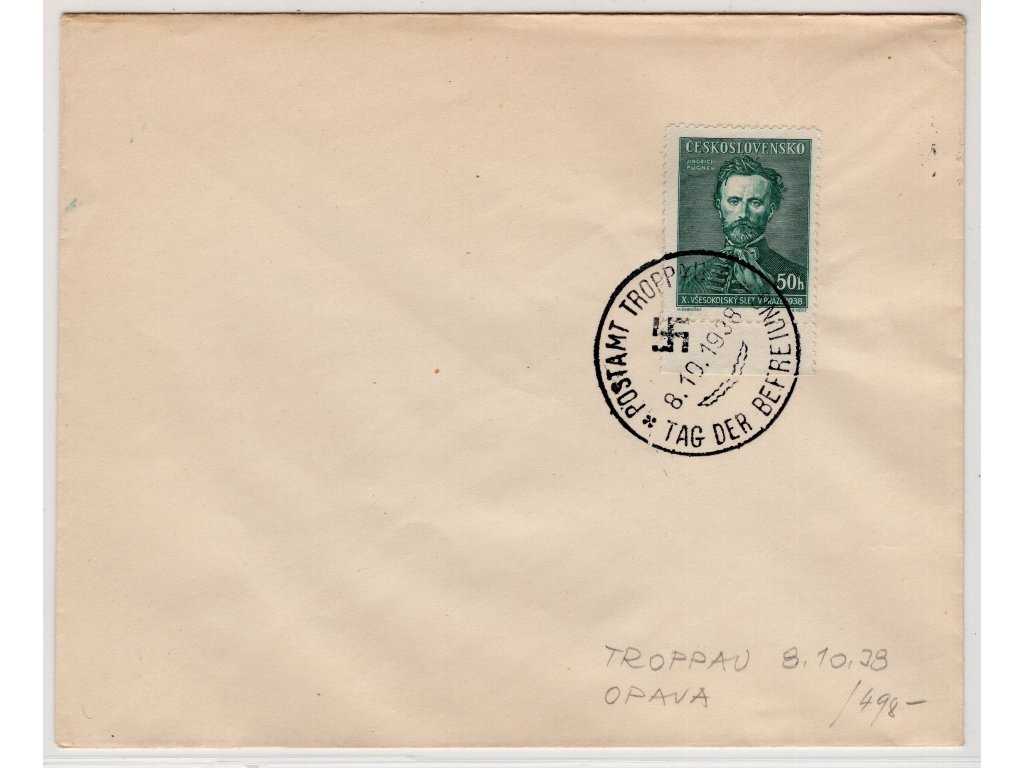 ČESKOSLOVENSKO
JINDŘICH
FÜGNER
50h
X. VŠESOKOLSKÝ SLET V PRAZE 1938
* POSTAMT TROPPAU
8.10.1938
TAG DER BEFREIUNG
TROPPAU 8.10.38
OPAVA
/498-